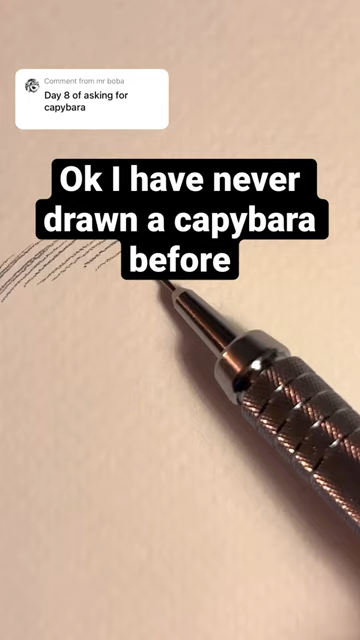 Comment from mr boba
Day 8 of asking for
capybara
Ok I have never
drawn a capybara
before